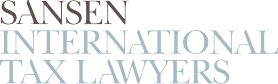 SANSEN
INTERNATIONAL
TAX LAWYERS